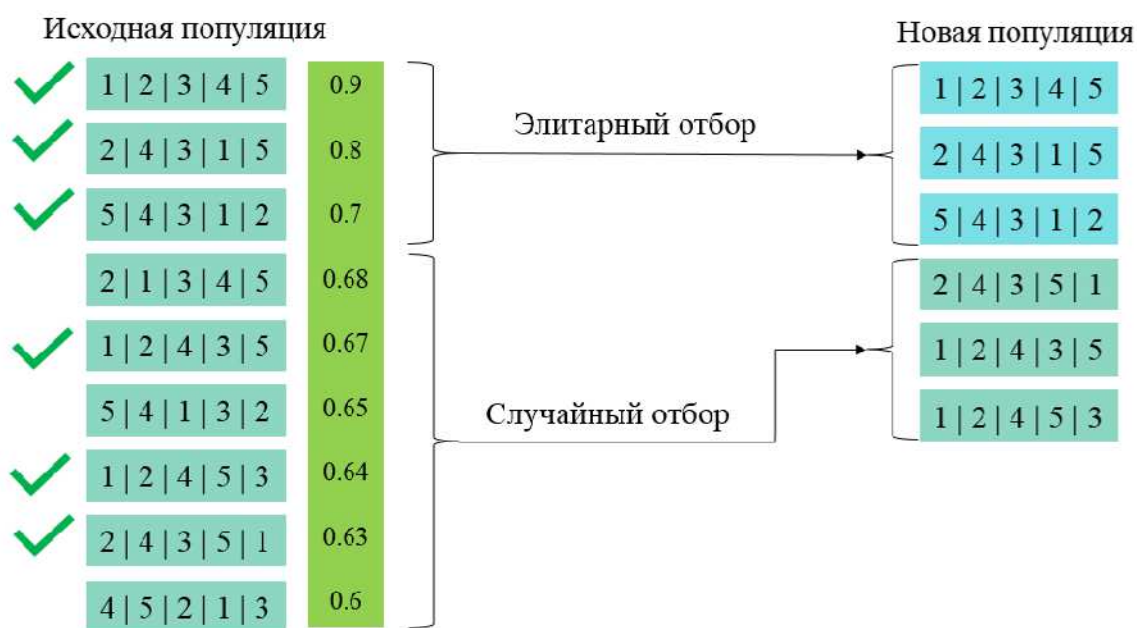 Исходная популяция
1 | 2 | 3 | 4 | 5 0.9
2 | 4 | 3 | 1 | 5 0.8
5 | 4 | 3 | 1 | 2 0.7
2 | 1 | 3 | 4 | 5 0.68
1 | 2 | 4 | 3 | 5 0.67
5 | 4 | 1 | 3 | 2 0.65
1 | 2 | 4 | 5 | 3 0.64
2 | 4 | 3 | 5 | 1 0.63
4 | 5 | 2 | 1 | 3 0.6
Элитарный отбор
Случайный отбор
Новая популяция
1 | 2 | 3 | 4 | 5
2 | 4 | 3 | 1 | 5
5 | 4 | 3 | 1 | 2
2 | 4 | 3 | 5 | 1
1 | 2 | 4 | 3 | 5
1 | 2 | 4 | 5 | 3